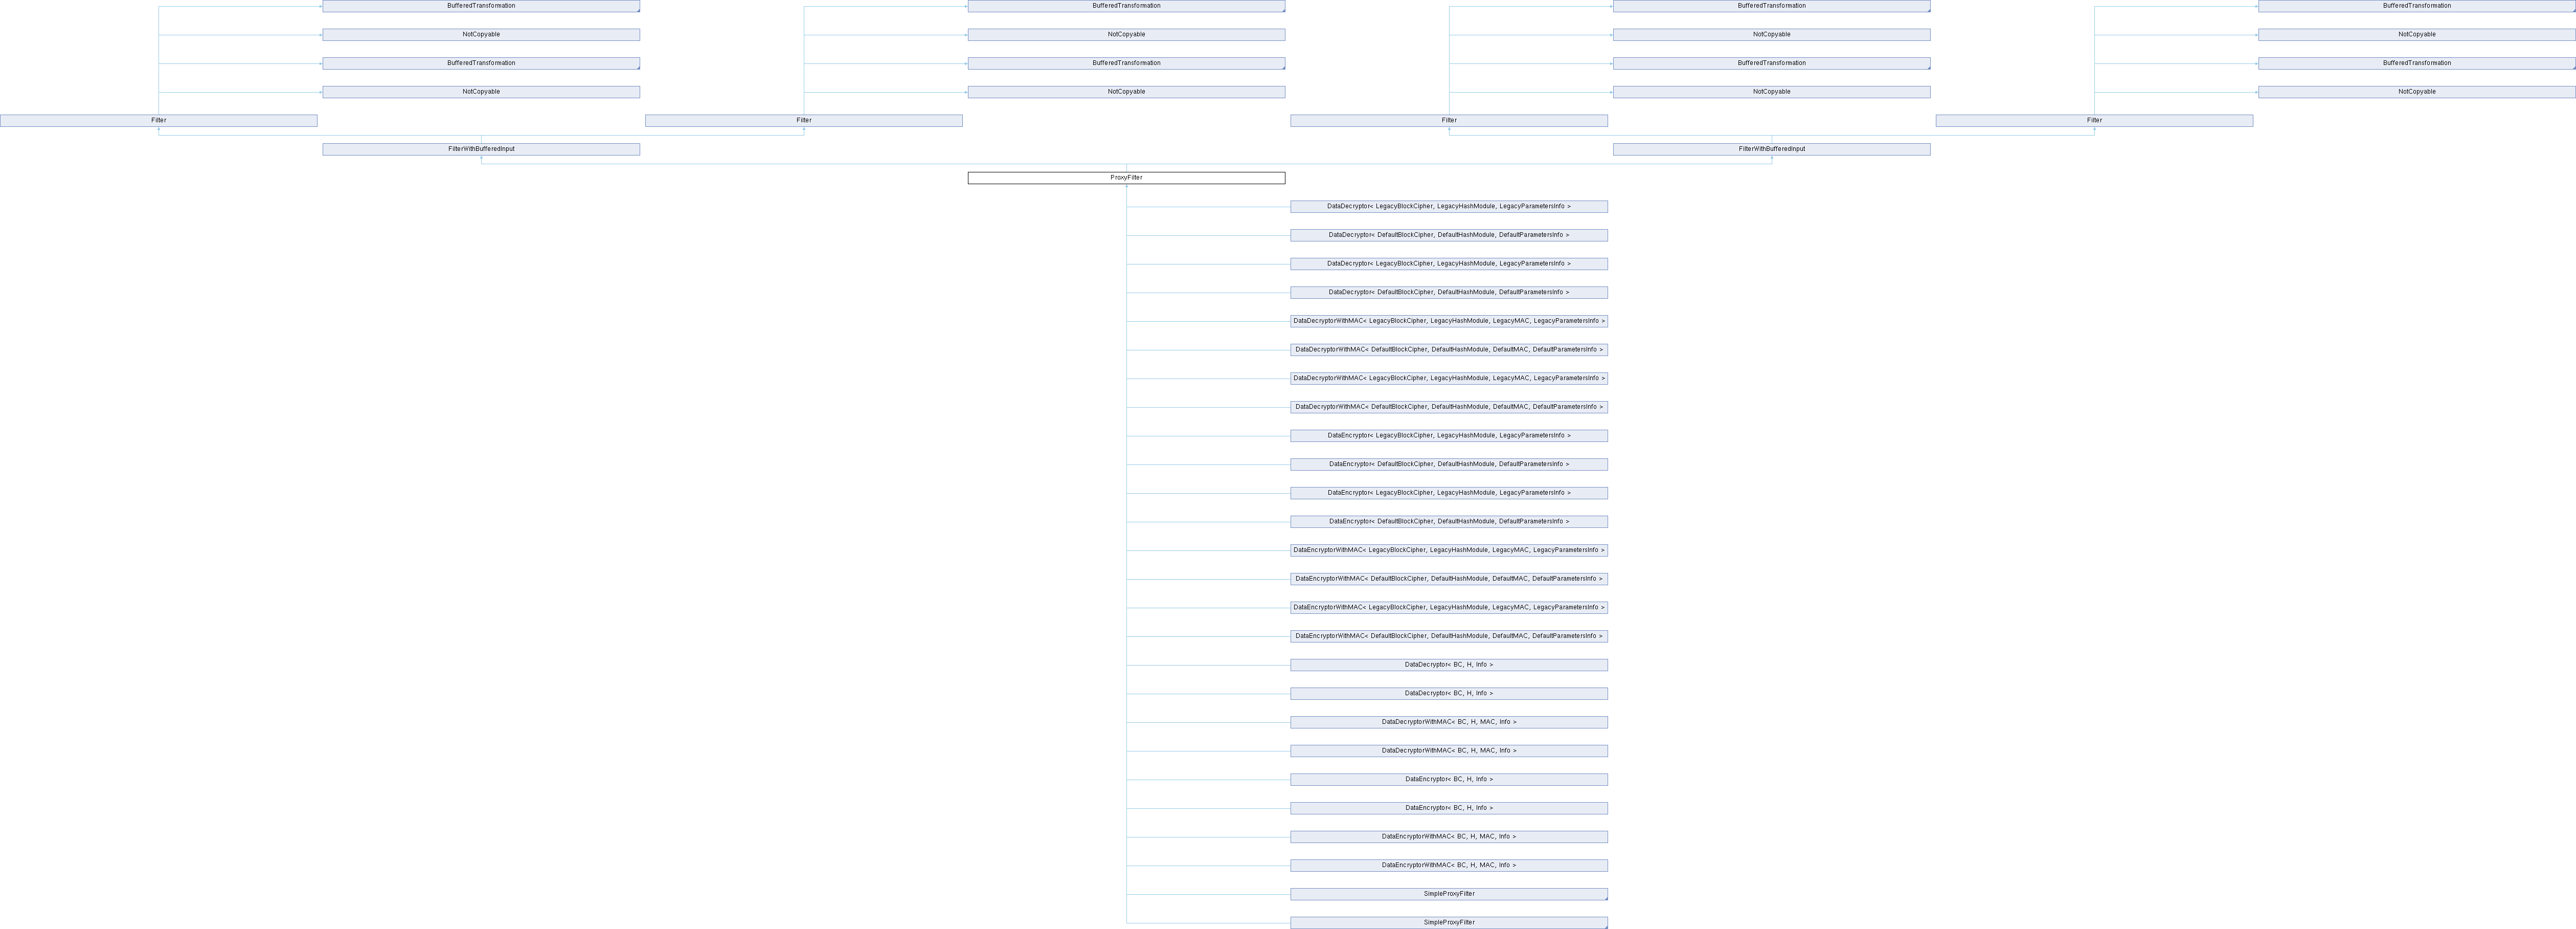 BufferedTransformation BufferedTransformation BufferedTransformation BufferedTransformation
NotCopyable NotCopyable NotCopyable NotCopyable
BufferedTransformation BufferedTransformation BufferedTransformation BufferedTransformation
NotCopyable NotCopyable NotCopyable NotCopyable
Filter Filter Filter Filter
FilterWithBufferedInput FilterWithBufferedInput
ProxyFilter
DataDecryptor< LegacyBlockCipher, LegacyHashModule, LegacyParametersInfo >
DataDecryptor< DefaultBlockCipher, DefaultHashModule, DefaultParametersInfo >
DataDecryptor< LegacyBlockCipher, LegacyHashModule, LegacyParametersInfo >
DataDecryptor< DefaultBlockCipher, DefaultHashModule, DefaultParametersInfo >
DataDecryptorWithMAC< LegacyBlockCipher, LegacyHashModule, LegacyMAC, LegacyParametersInfo >
DataDecryptorWithMAC< DefaultBlockCipher, DefaultHashModule, DefaultMAC, DefaultParametersInfo >
DataDecryptorWithMAC< LegacyBlockCipher, LegacyHashModule, LegacyMAC, LegacyParametersInfo >
DataDecryptorWithMAC< DefaultBlockCipher, DefaultHashModule, DefaultMAC, DefaultParametersInfo >
DataEncryptor< LegacyBlockCipher, LegacyHashModule, LegacyParametersInfo >
DataEncryptor< DefaultBlockCipher, DefaultHashModule, DefaultParametersInfo >
DataEncryptor< LegacyBlockCipher, LegacyHashModule, LegacyParametersInfo >
DataEncryptor< DefaultBlockCipher, DefaultHashModule, DefaultParametersInfo >
DataEncryptorWithMAC< LegacyBlockCipher, LegacyHashModule, LegacyMAC, LegacyParametersInfo >
DataEncryptorWithMAC< DefaultBlockCipher, DefaultHashModule, DefaultMAC, DefaultParametersInfo >
DataEncryptorWithMAC< LegacyBlockCipher, LegacyHashModule, LegacyMAC, LegacyParametersInfo >
DataEncryptorWithMAC< DefaultBlockCipher, DefaultHashModule, DefaultMAC, DefaultParametersInfo >
DataDecryptor< BC, H, Info >
DataDecryptor< BC, H, Info >
DataDecryptorWithMAC< BC, H, MAC, Info >
DataDecryptorWithMAC< BC, H, MAC, Info >
DataEncryptor< BC, H, Info >
DataEncryptor< BC, H, Info >
DataEncryptorWithMAC< BC, H, MAC, Info >
DataEncryptorWithMAC< BC, H, MAC, Info >
SimpleProxyFilter
SimpleProxyFilter